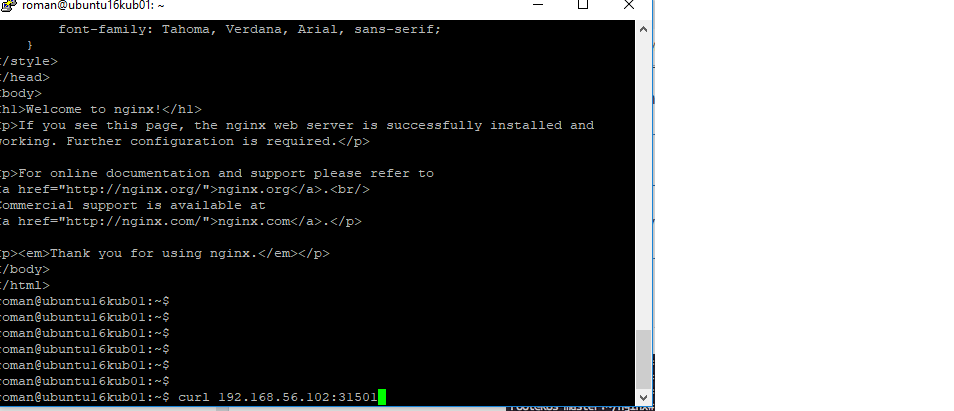 roman@ubuntu16kub01: ~
font-family: Tahoma, Verdana, Arial, sans-serif;
}
/style>
/head>
body>
h1>Welcome to nginx!</h1>
p>If you see this page, the nginx web server is successfully installed and
working. Further configuration is required.</p>
p>For online documentation and support please refer to
a href="http://nginx.org/">nginx.org</a>.<br/>
Commercial support is available at
a href="http://nginx.com/">nginx.com</a>.</p>
p><em>Thank you for using nginx.</em></p>
/body>
/html>
roman@ubuntu16kub01:~$
roman@ubuntu16kub01:~$
roman@ubuntu16kub01:~$
roman@ubuntu16kub01:~$
roman@ubuntu16kub01:~$
roman@ubuntu16kub01:~$
roman@ubuntu16kub01:~$ curl 192.168.56.102:31501